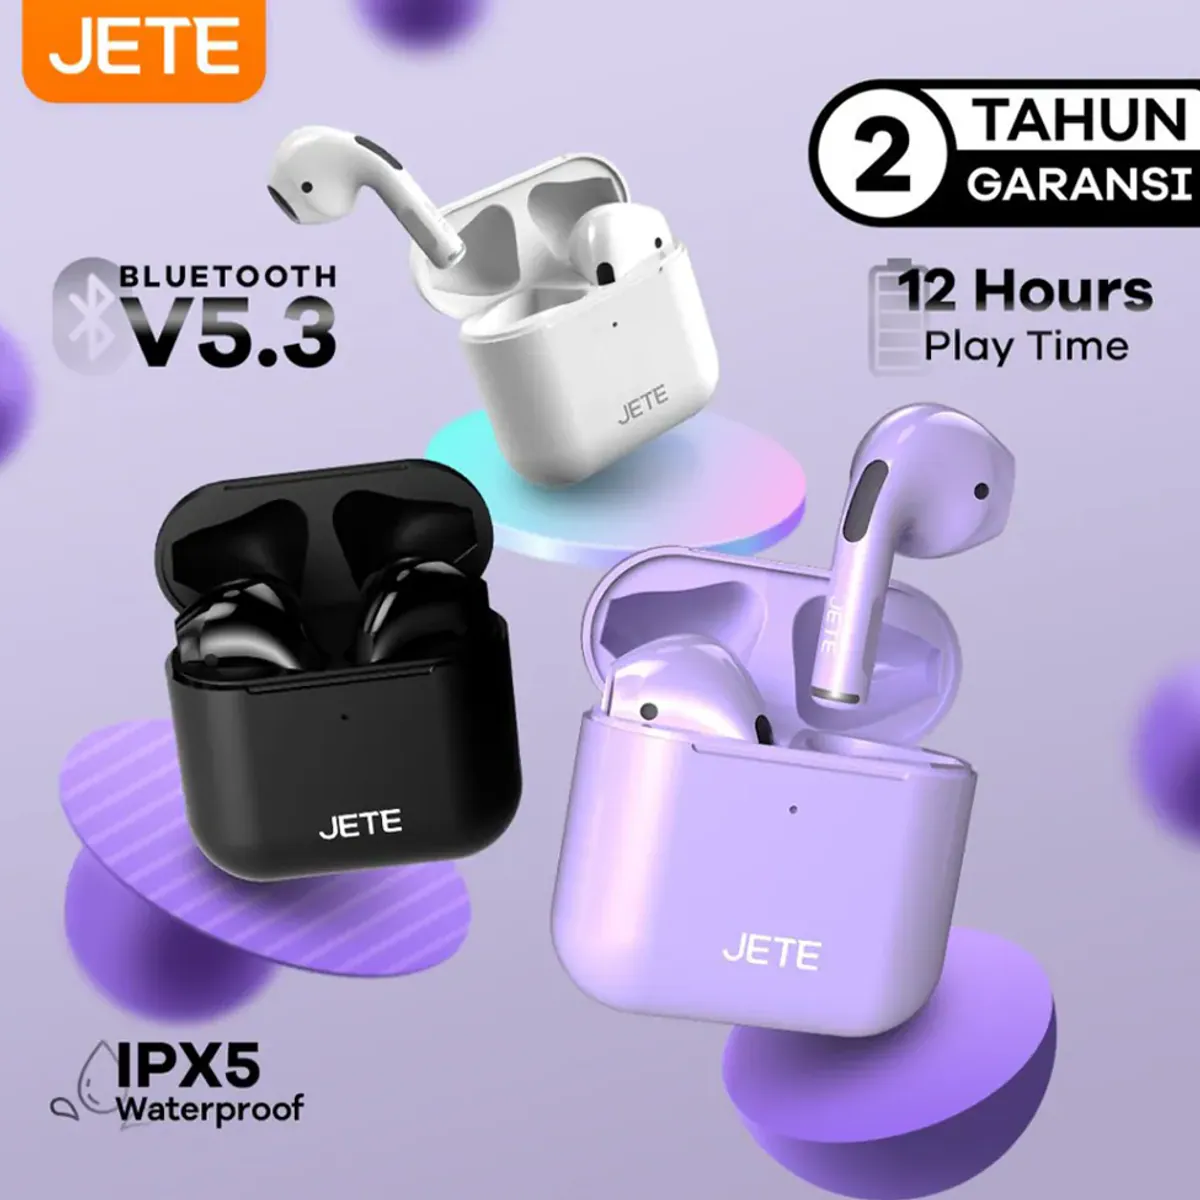 JETE
2 TAHUN
GARANSI
BLUETOOTH
V5.3
12 Hours
Play Time
JETE
JETE
JETE
JETE
IPX5
Waterproof